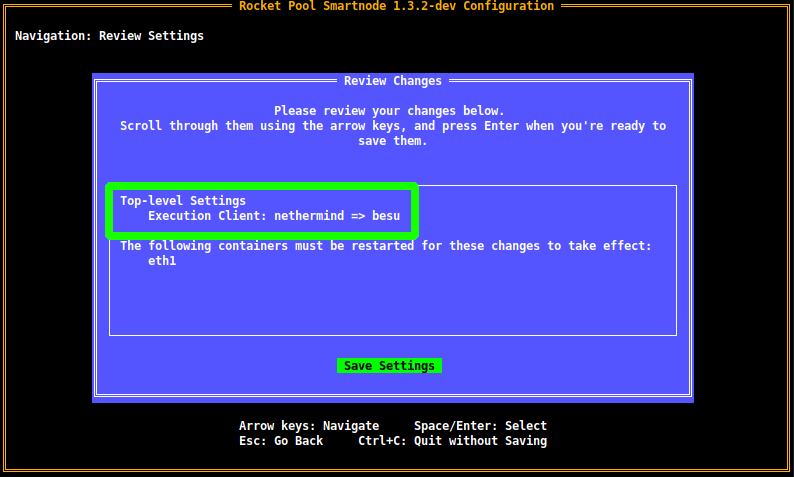 Rocket Pool Smartnode 1.3.2-dev Configuration
Navigation: Review Settings
Review Changes
Please review your changes below.
Scroll through them using the arrow keys, and press Enter when you're ready to
save them.
Top-level Settings
Execution Client: nethermind => besu
The following containers must be restarted for these changes to take effect:
eth1
Save Settings
Arrow keys: Navigate     Space/Enter: Select
Esc: Go Back     Ctrl+C: Quit without Saving